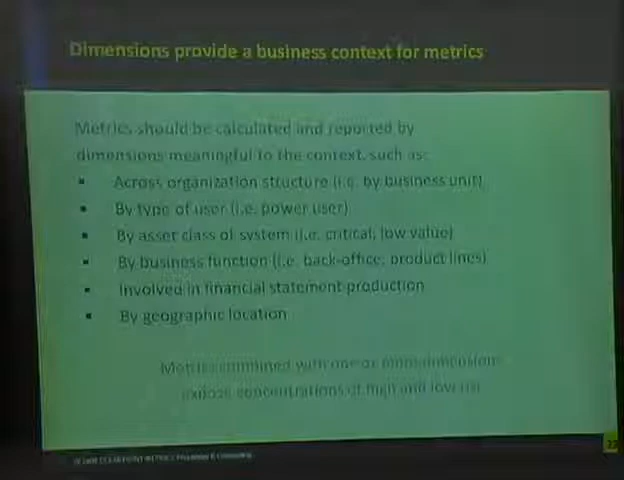 Dimensions provide a business context for metrics
Metrics should be calculated and reported by
dimensions meaningful to the context, such as:
▪ Across organization structure (i.e. by business unit)
▪ By type of user (i.e. power user)
▪ By asset class of system (i.e. critical, low value)
▪ By business function (i.e. back-office, product lines)
▪ Involved in financial statement production
▪ By geographic location
Metrics combined with one or more dimensions
expose concentrations of high and low risk